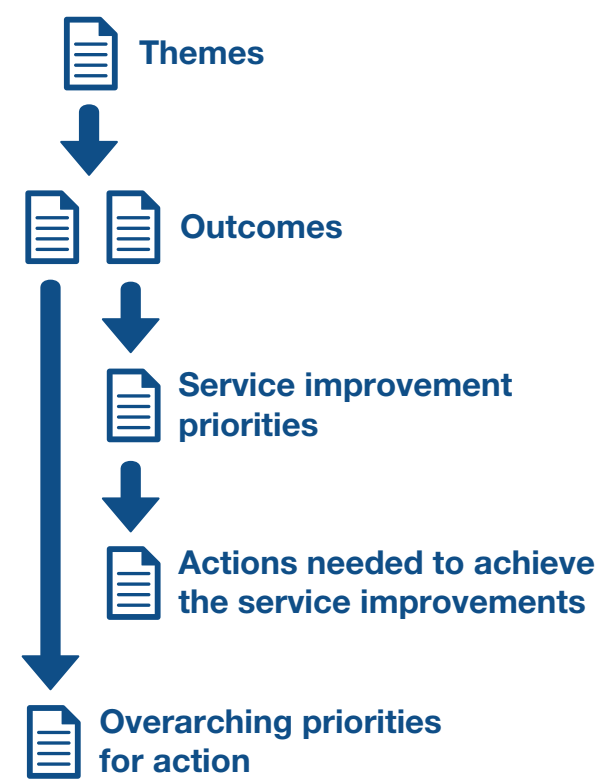 Themes
Outcomes
Service improvement
priorities
Actions needed to achieve
the service improvements
Overarching priorities
for action